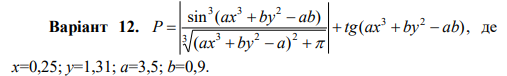 Варіант 12. P = |sin³(ax³ + by² − ab) / ∛((ax³ + by² − a)² + π)| + tg(ax³ + by² − ab), де
x=0,25; y=1,31; a=3,5; b=0,9.